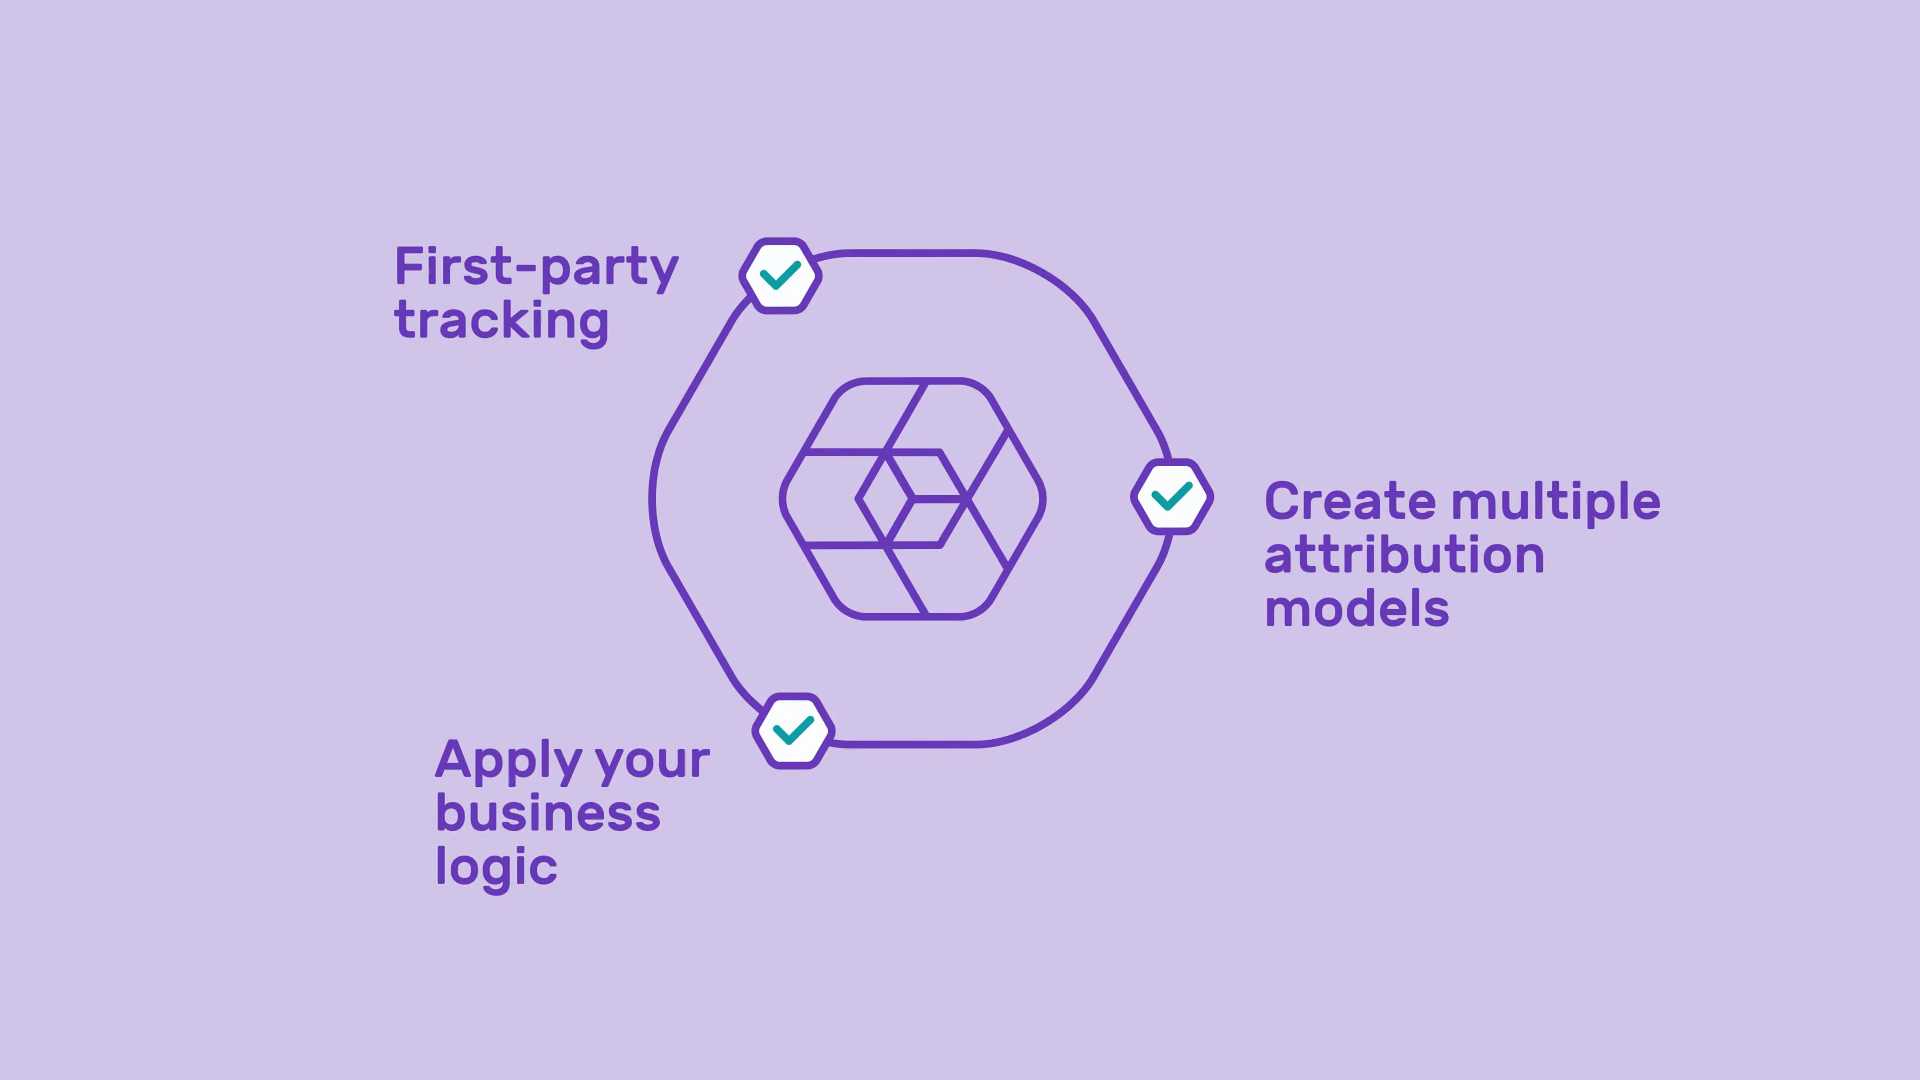 First-party
tracking
Create multiple
attribution
models
Apply your
business
logic